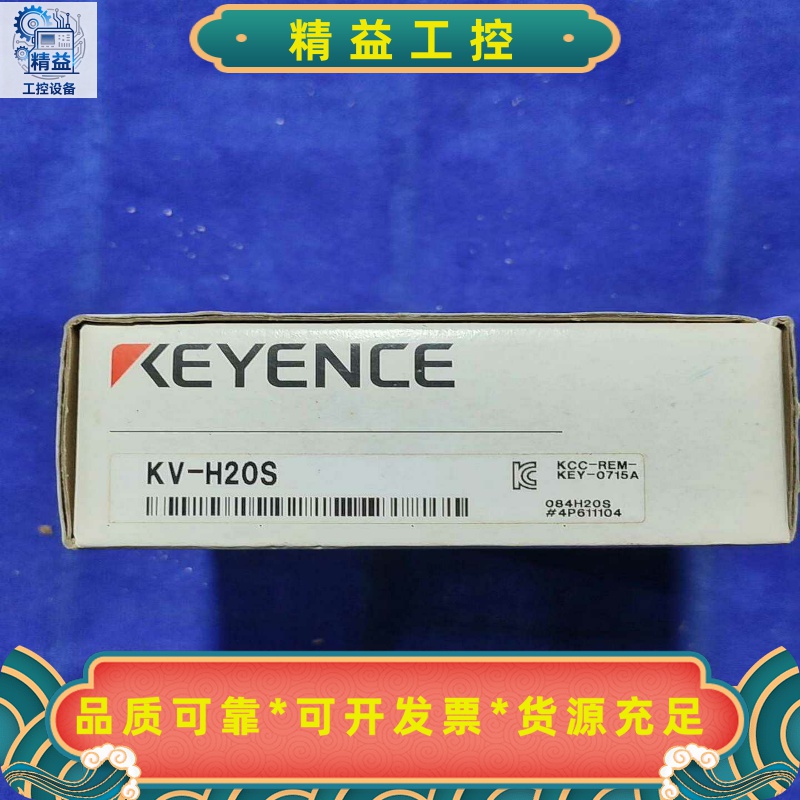 精益
工控设备
精益工控
KEYENCE
KV-H20S
KCC-REM-
KEY-0715A
084H20S
#4P611104
品质可靠*可开发票*货源充足